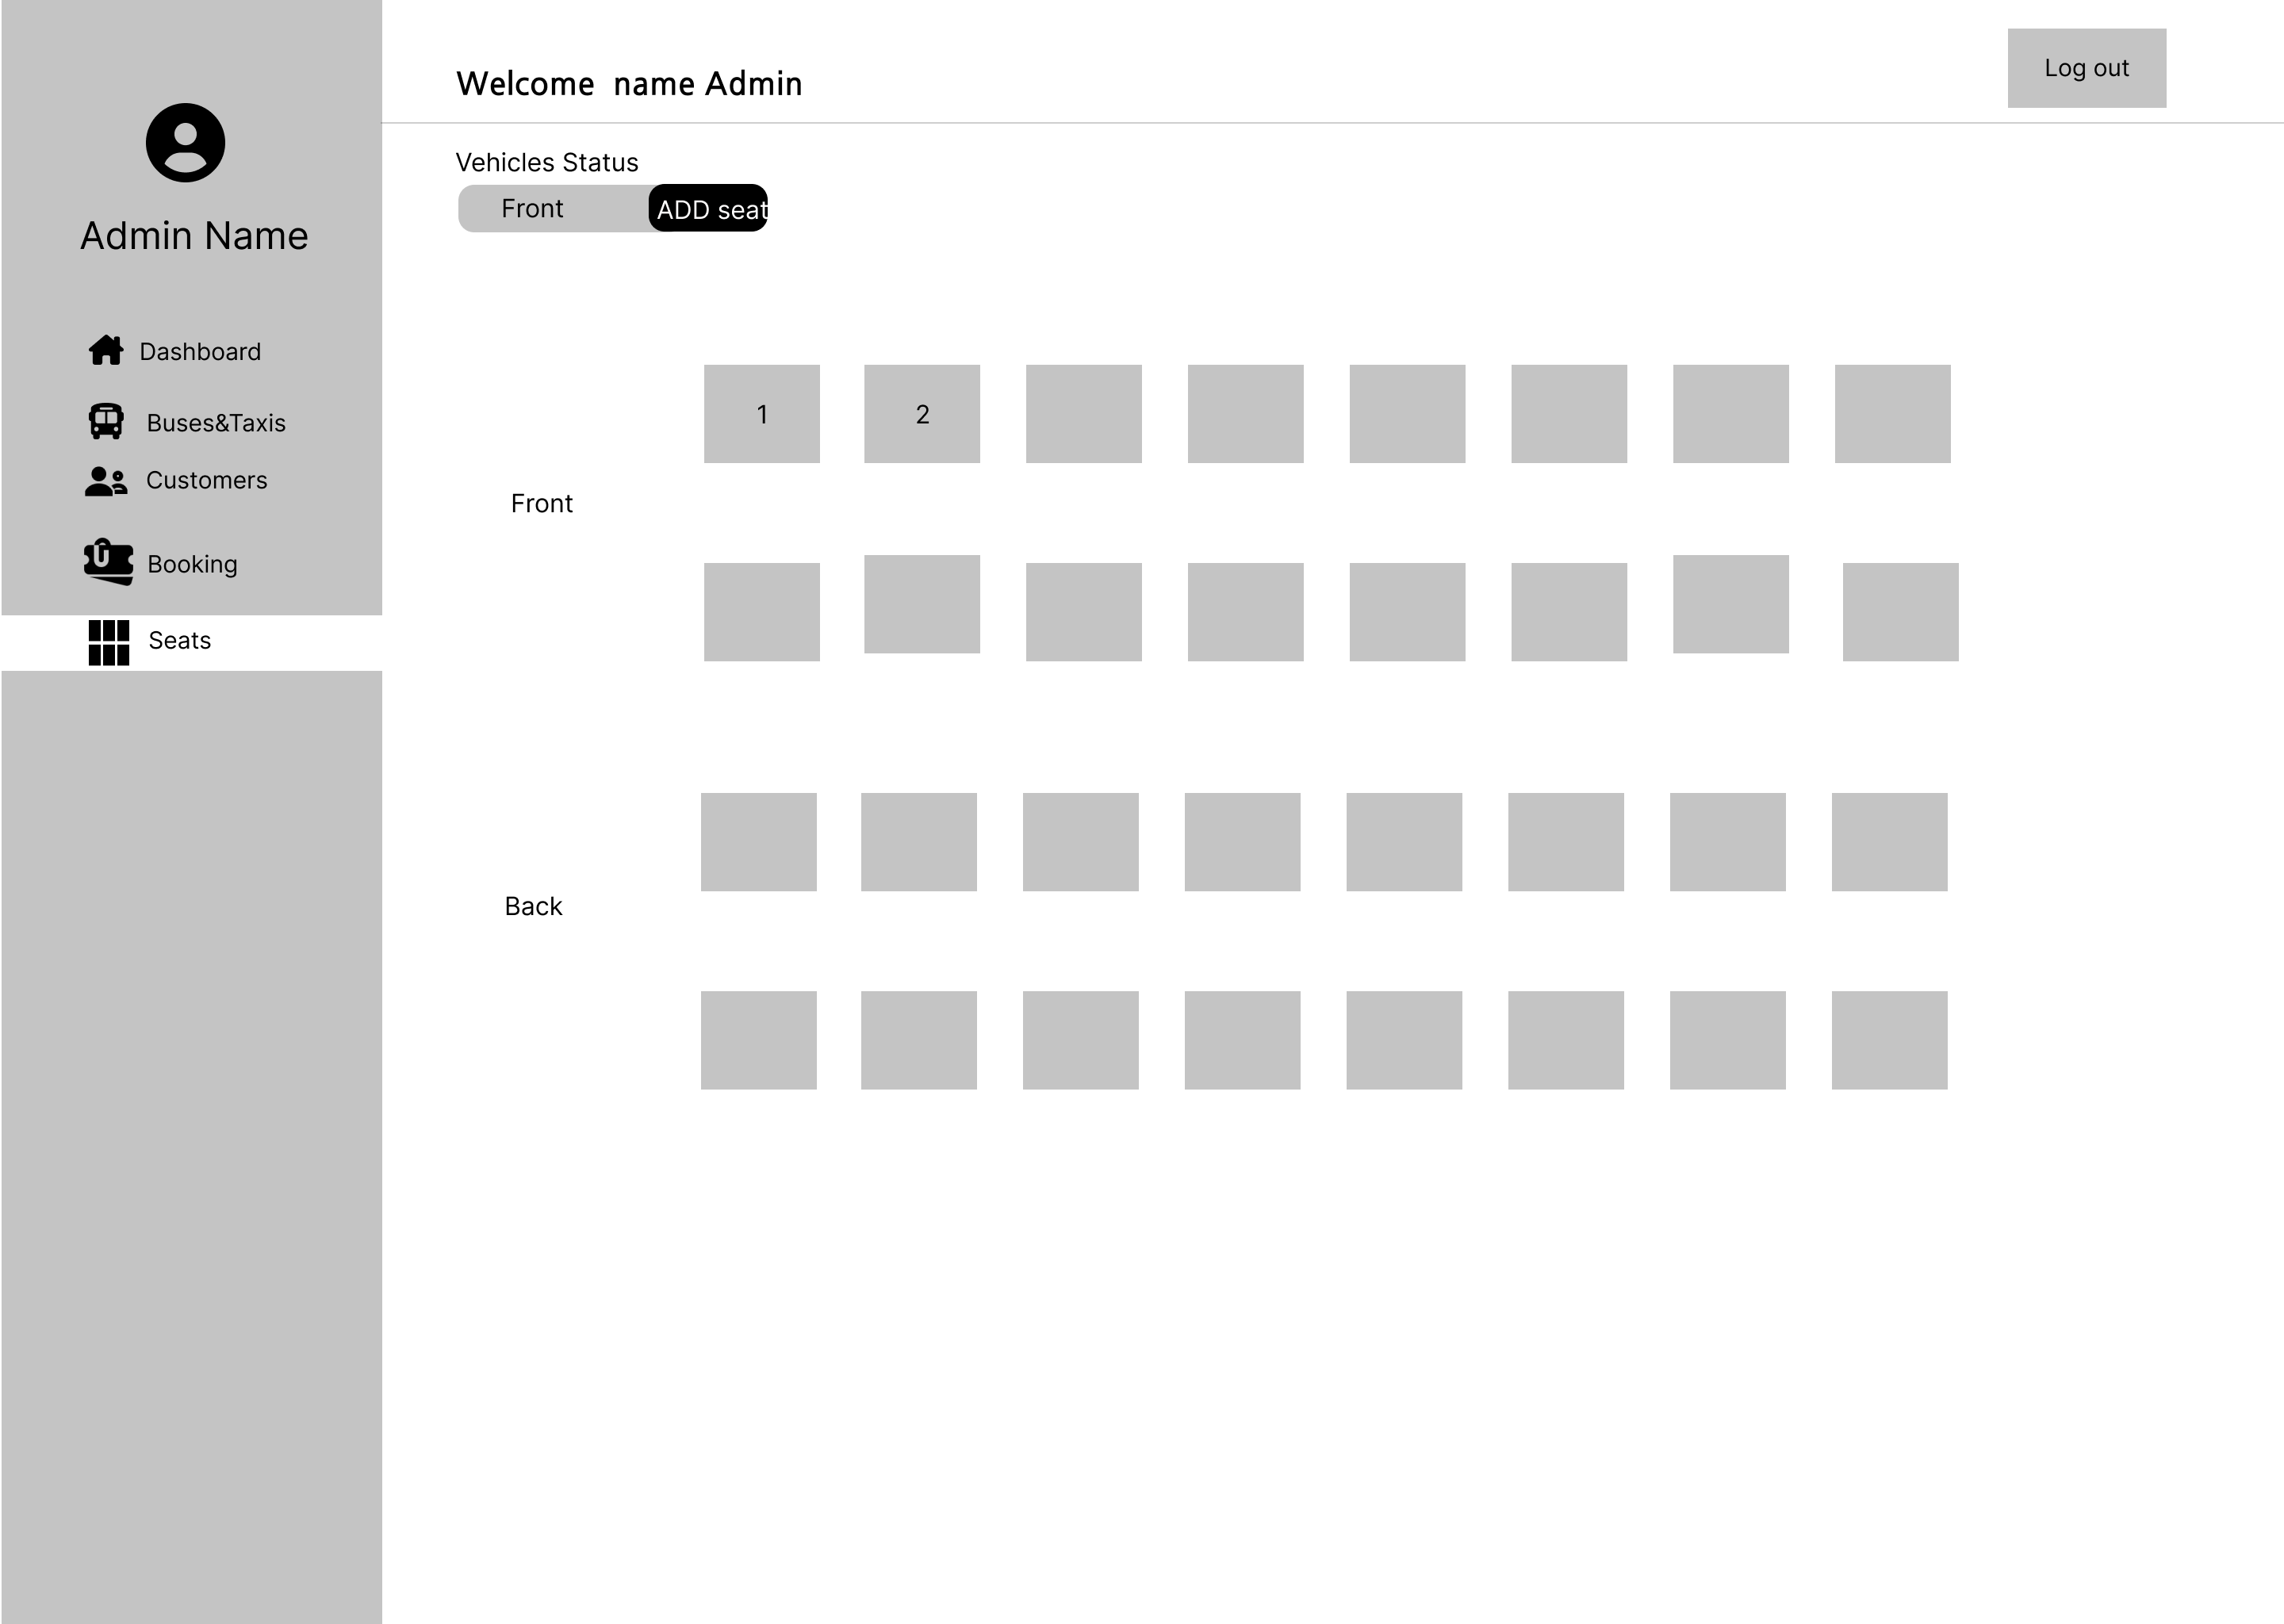 Welcome  name Admin
Log out
Admin Name
Dashboard
Buses&Taxis
Customers
Booking
Seats
Vehicles Status
Front
ADD seat
1
2
Front
Back